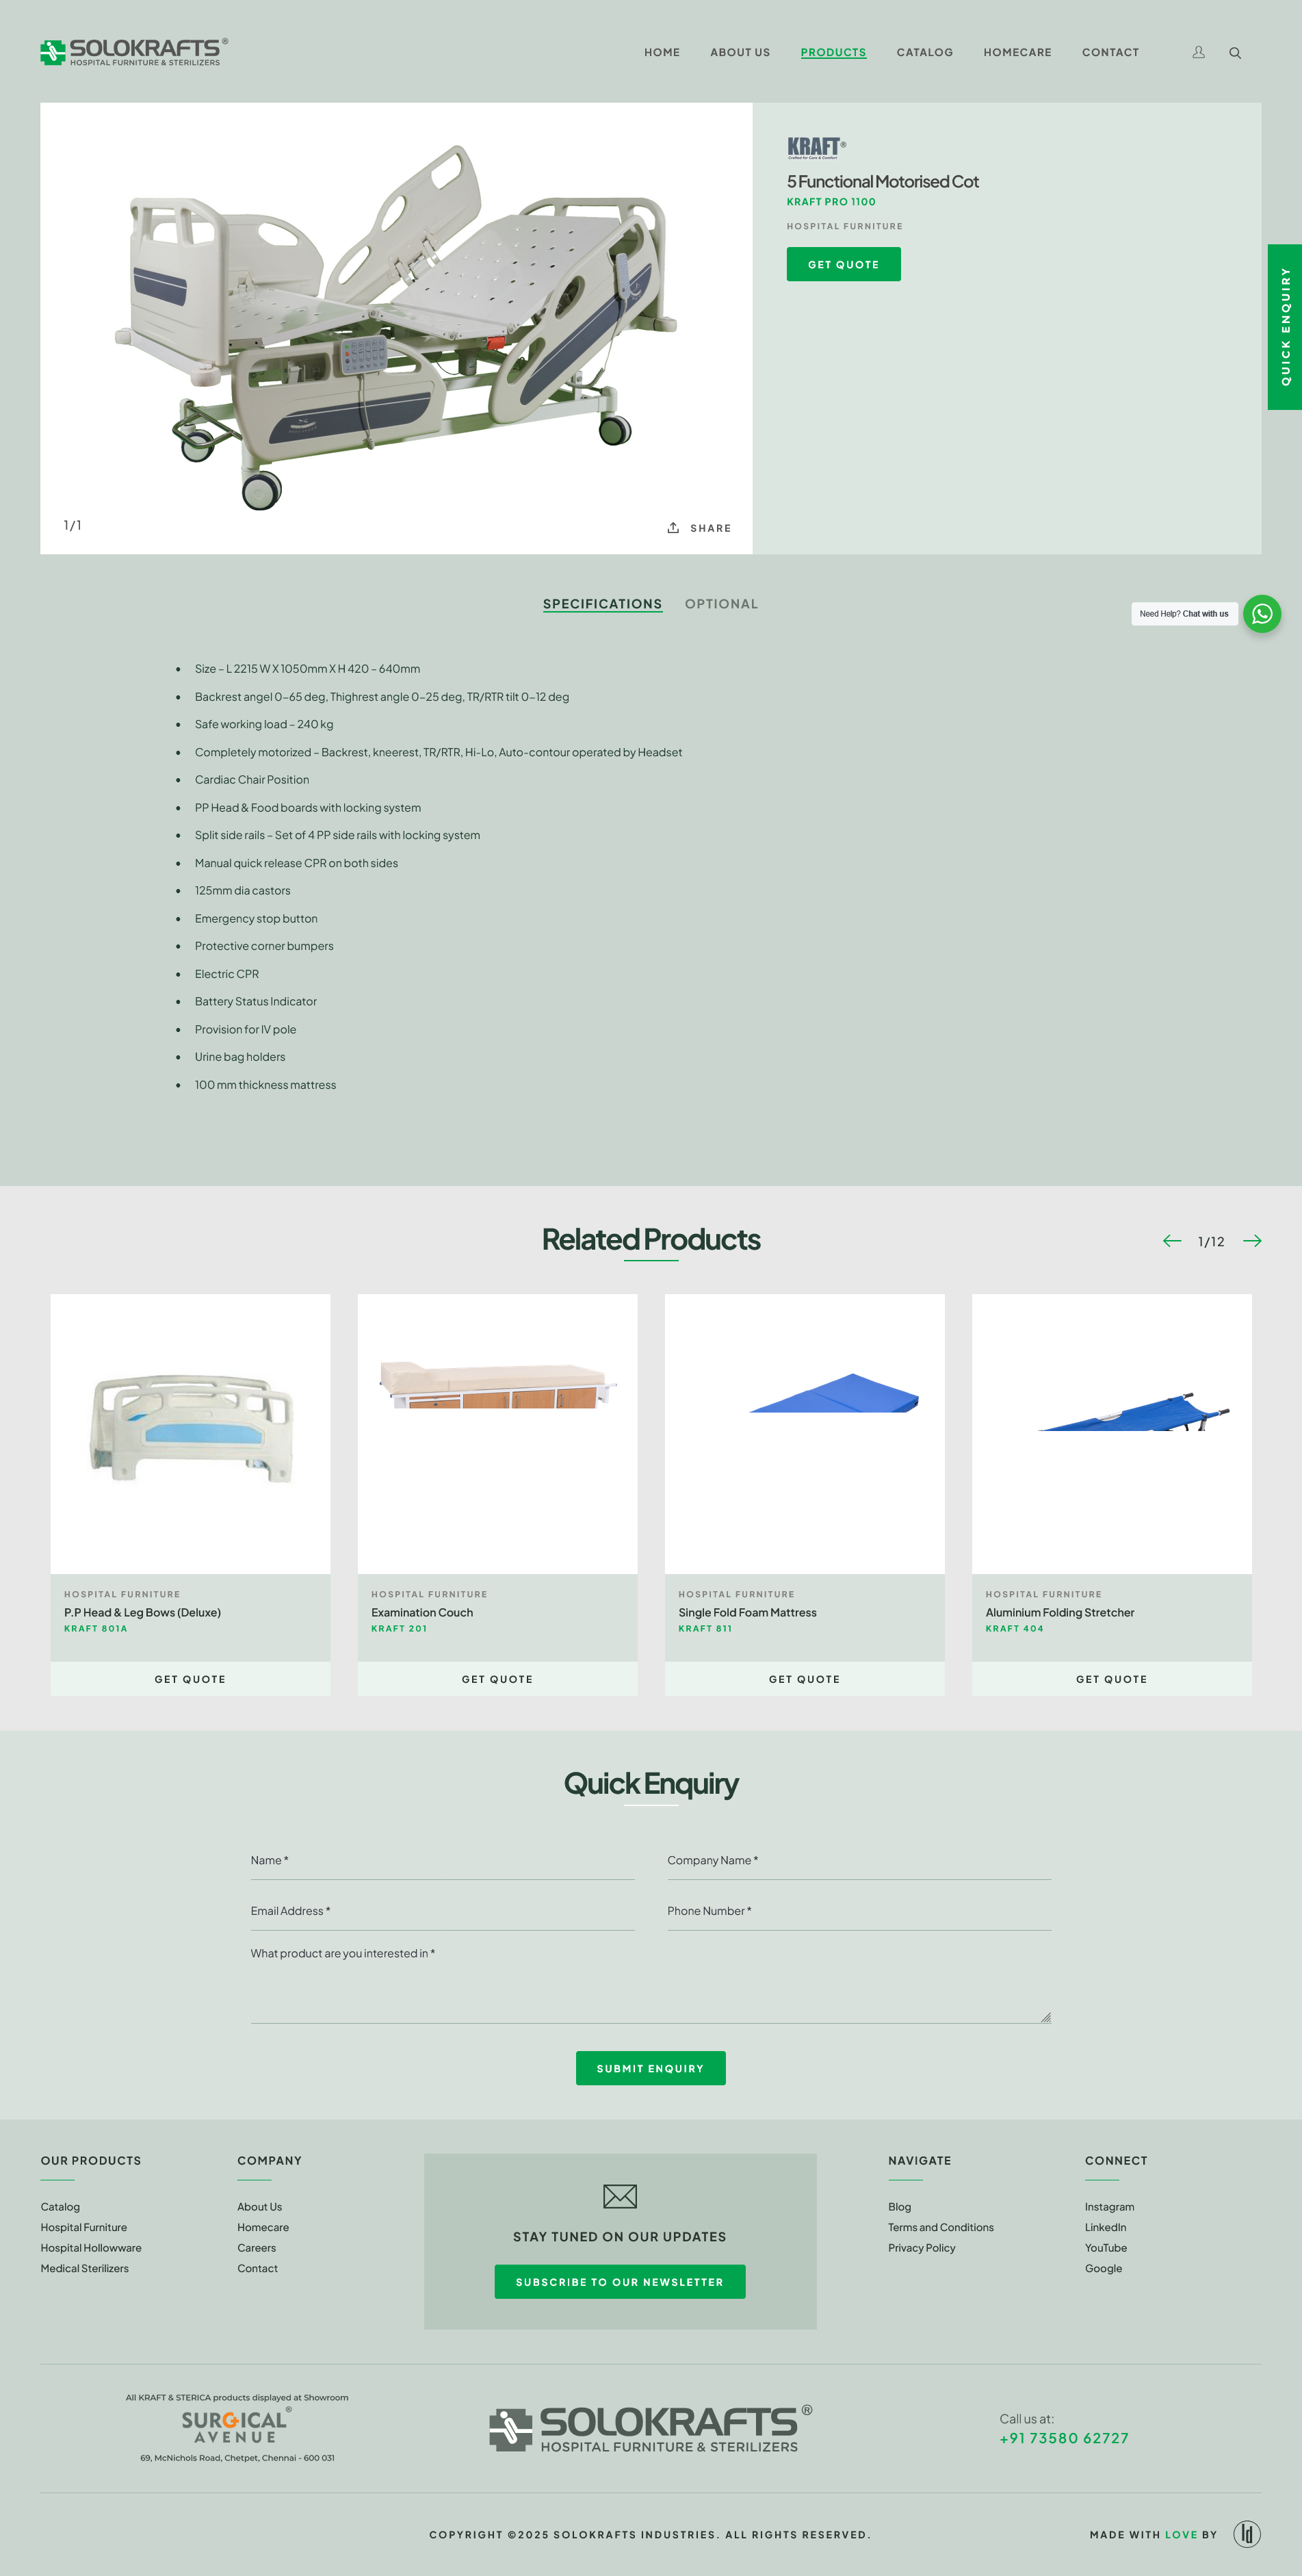 SOLOKRAFTS®
HOSPITAL FURNITURE & STERILIZERS
HOME ABOUT US PRODUCTS CATALOG HOMECARE CONTACT
KRAFT®
Crafted for Care & Comfort
5 Functional Motorised Cot
KRAFT PRO 1100
HOSPITAL FURNITURE
GET QUOTE
QUICK ENQUIRY
1/1
SHARE
SPECIFICATIONS OPTIONAL
Need Help? Chat with us
• Size – L 2215 W X 1050mm X H 420 – 640mm
• Backrest angel 0–65 deg, Thighrest angle 0–25 deg, TR/RTR tilt 0–12 deg
• Safe working load – 240 kg
• Completely motorized – Backrest, kneerest, TR/RTR, Hi-Lo, Auto-contour operated by Headset
• Cardiac Chair Position
• PP Head & Food boards with locking system
• Split side rails – Set of 4 PP side rails with locking system
• Manual quick release CPR on both sides
• 125mm dia castors
• Emergency stop button
• Protective corner bumpers
• Electric CPR
• Battery Status Indicator
• Provision for IV pole
• Urine bag holders
• 100 mm thickness mattress
Related Products
1/12
HOSPITAL FURNITURE
P.P Head & Leg Bows (Deluxe)
KRAFT 801A
GET QUOTE
HOSPITAL FURNITURE
Examination Couch
KRAFT 201
GET QUOTE
HOSPITAL FURNITURE
Single Fold Foam Mattress
KRAFT 811
GET QUOTE
HOSPITAL FURNITURE
Aluminium Folding Stretcher
KRAFT 404
GET QUOTE
Quick Enquiry
Name *
Company Name *
Email Address *
Phone Number *
What product are you interested in *
SUBMIT ENQUIRY
OUR PRODUCTS
Catalog
Hospital Furniture
Hospital Hollowware
Medical Sterilizers
COMPANY
About Us
Homecare
Careers
Contact
STAY TUNED ON OUR UPDATES
SUBSCRIBE TO OUR NEWSLETTER
NAVIGATE
Blog
Terms and Conditions
Privacy Policy
CONNECT
Instagram
LinkedIn
YouTube
Google
All KRAFT & STERICA products displayed at Showroom
SURGICAL®
AVENUE
69, McNichols Road, Chetpet, Chennai - 600 031
SOLOKRAFTS®
HOSPITAL FURNITURE & STERILIZERS
Call us at:
+91 73580 62727
COPYRIGHT ©2025 SOLOKRAFTS INDUSTRIES. ALL RIGHTS RESERVED.
MADE WITH LOVE BY ld